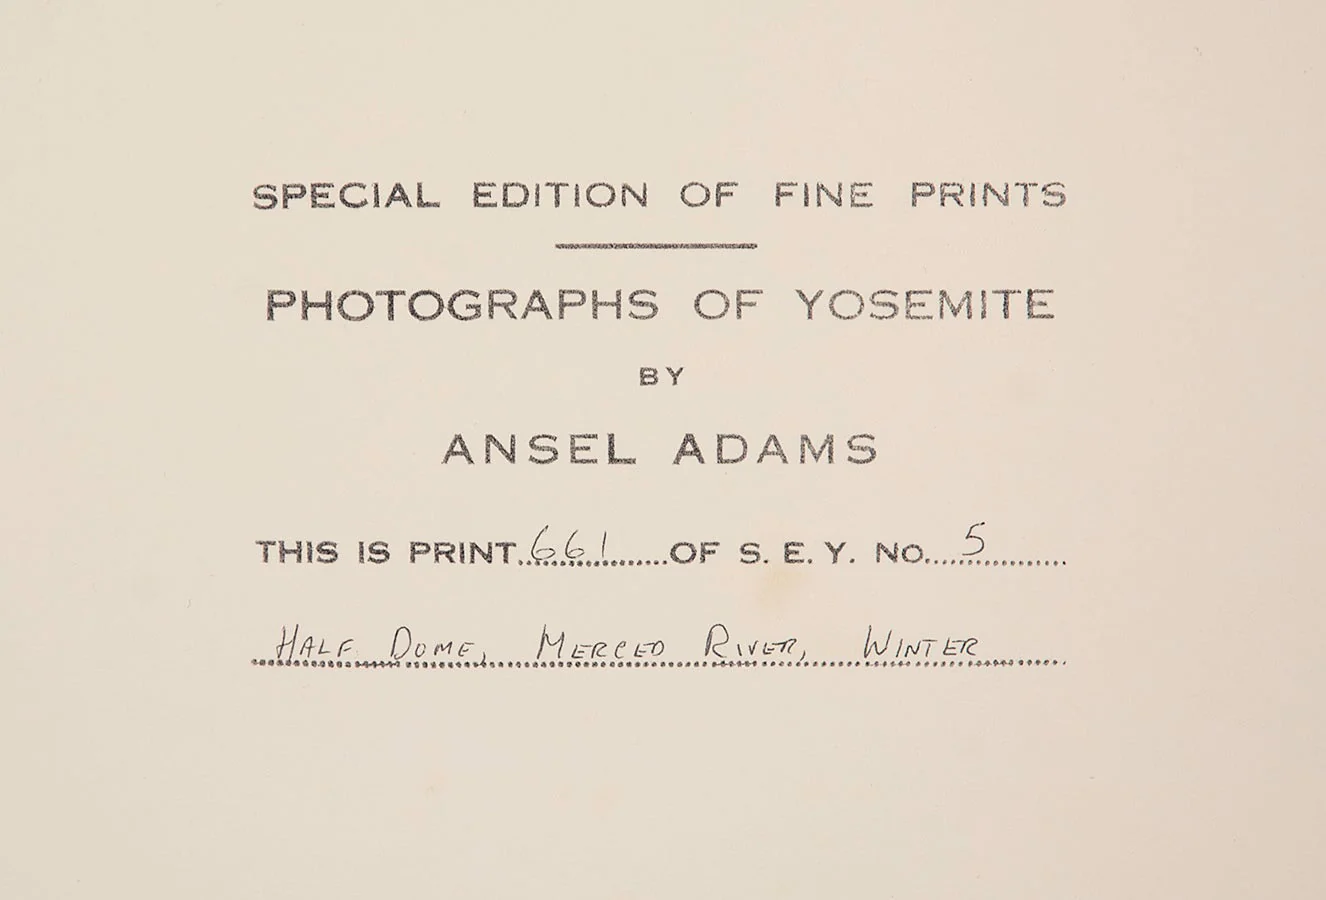 SPECIAL EDITION OF FINE PRINTS
PHOTOGRAPHS OF YOSEMITE
BY
ANSEL ADAMS
THIS IS PRINT 661 OF S. E. Y. NO. 5
HALF DOME, MERCED RIVER, WINTER